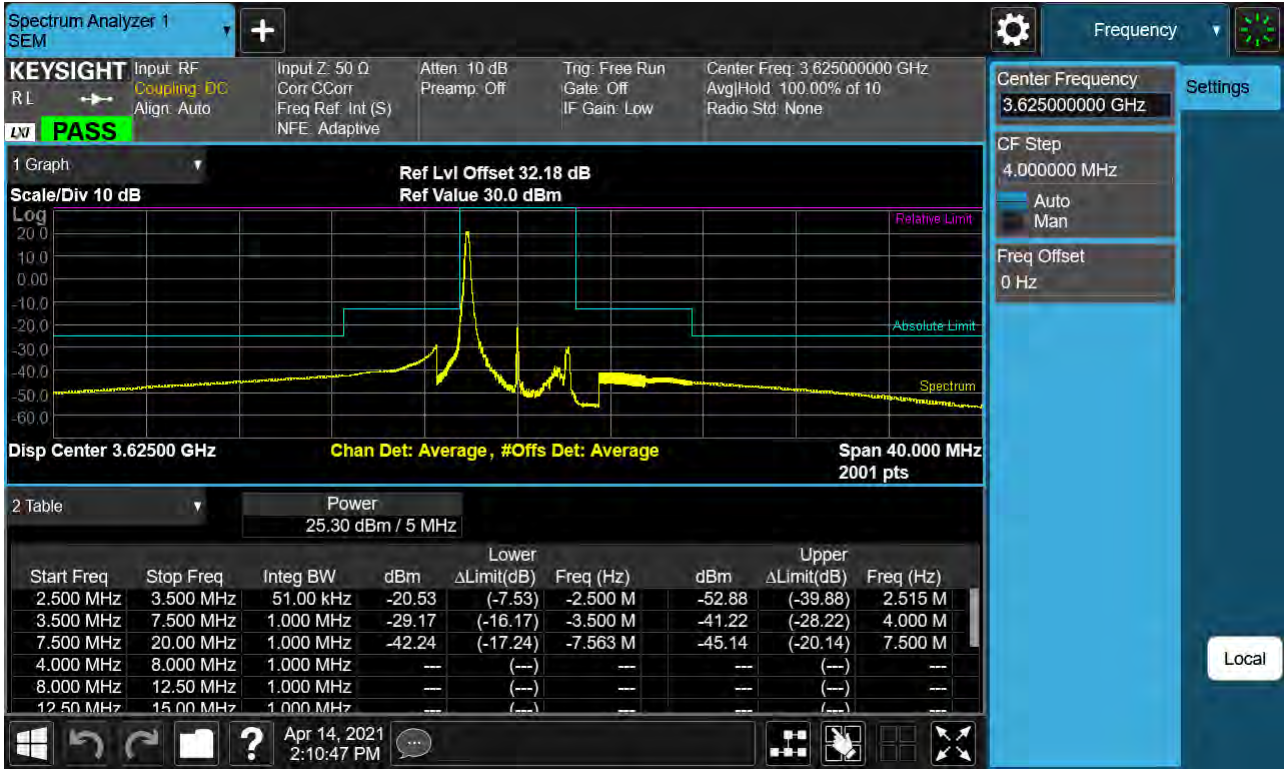 Spectrum Analyzer 1
SEM
Frequency
KEYSIGHT
R L
LXI PASS
Input: RF
Coupling: DC
Align: Auto
Input Z: 50 Ω
Corr CCorr
Freq Ref: Int (S)
NFE: Adaptive
Atten: 10 dB
Preamp: Off
Trig: Free Run
Gate: Off
IF Gain: Low
Center Freq: 3.625000000 GHz
Avg|Hold: 100.00% of 10
Radio Std: None
Center Frequency
3.625000000 GHz
Settings
CF Step
4.000000 MHz
Auto
Man
Freq Offset
0 Hz
Local
1 Graph
Scale/Div 10 dB
Ref Lvl Offset 32.18 dB
Ref Value 30.0 dBm
Log
20.0
10.0
0.00
-10.0
-20.0
-30.0
-40.0
-50.0
-60.0
Relative Limit
Absolute Limit
Spectrum
Disp Center 3.62500 GHz
Chan Det: Average, #Offs Det: Average
Span 40.000 MHz
2001 pts
2 Table
Power
25.30 dBm / 5 MHz
Lower Upper
Start Freq Stop Freq Integ BW dBm ΔLimit(dB) Freq (Hz) dBm ΔLimit(dB) Freq (Hz)
2.500 MHz 3.500 MHz 51.00 kHz -20.53 (-7.53) -2.500 M -52.88 (-39.88) 2.515 M
3.500 MHz 7.500 MHz 1.000 MHz -29.17 (-16.17) -3.500 M -41.22 (-28.22) 4.000 M
7.500 MHz 20.00 MHz 1.000 MHz -42.24 (-17.24) -7.563 M -45.14 (-20.14) 7.500 M
4.000 MHz 8.000 MHz 1.000 MHz --- (---) --- --- (---) ---
8.000 MHz 12.50 MHz 1.000 MHz --- (---) --- --- (---) ---
12.50 MHz 15.00 MHz 1.000 MHz --- (---) --- --- (---) ---
Apr 14, 2021
2:10:47 PM